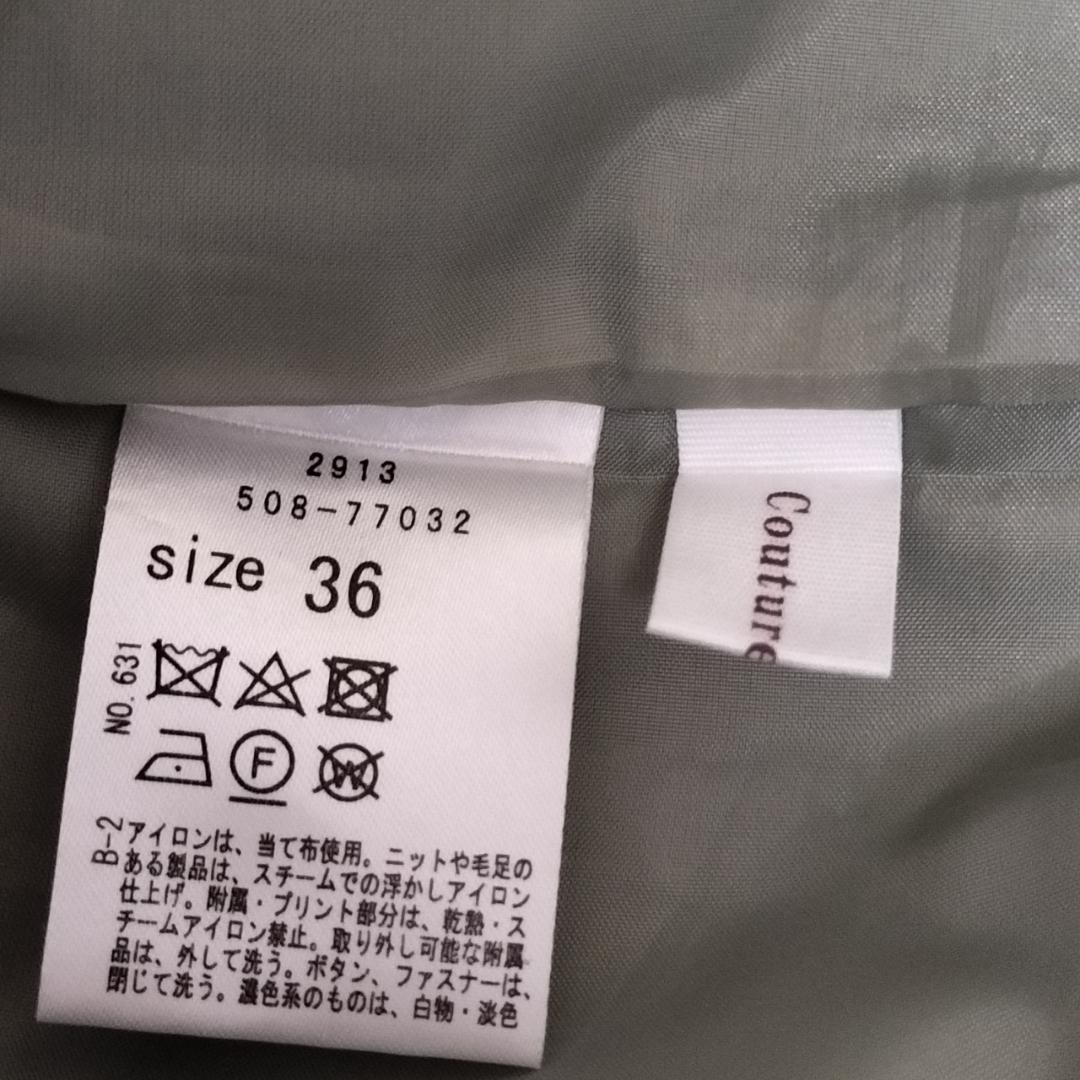 2913
508-77032
size 36
NO. 631
F
W
B-2
アイロンは、当て布使用。ニットや毛足の
ある製品は、スチームでの浮かしアイロン
仕上げ。附属・プリント部分は、乾熱・ス
チームアイロン禁止。取り外し可能な附属
品は、外して洗う。ボタン、ファスナーは、
閉じて洗う。濃色系のものは、白物・淡色
Couture